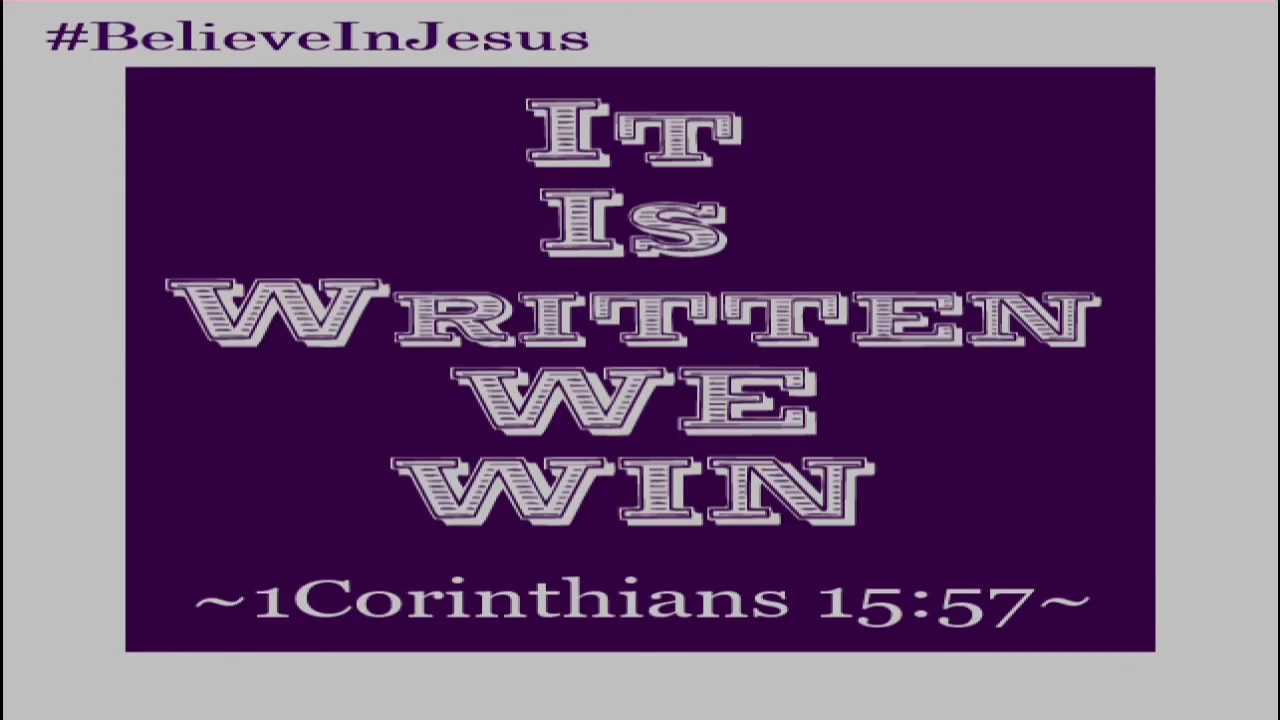 #BelieveInJesus
It
Is
Written
WE
WIN
~1Corinthians 15:57~